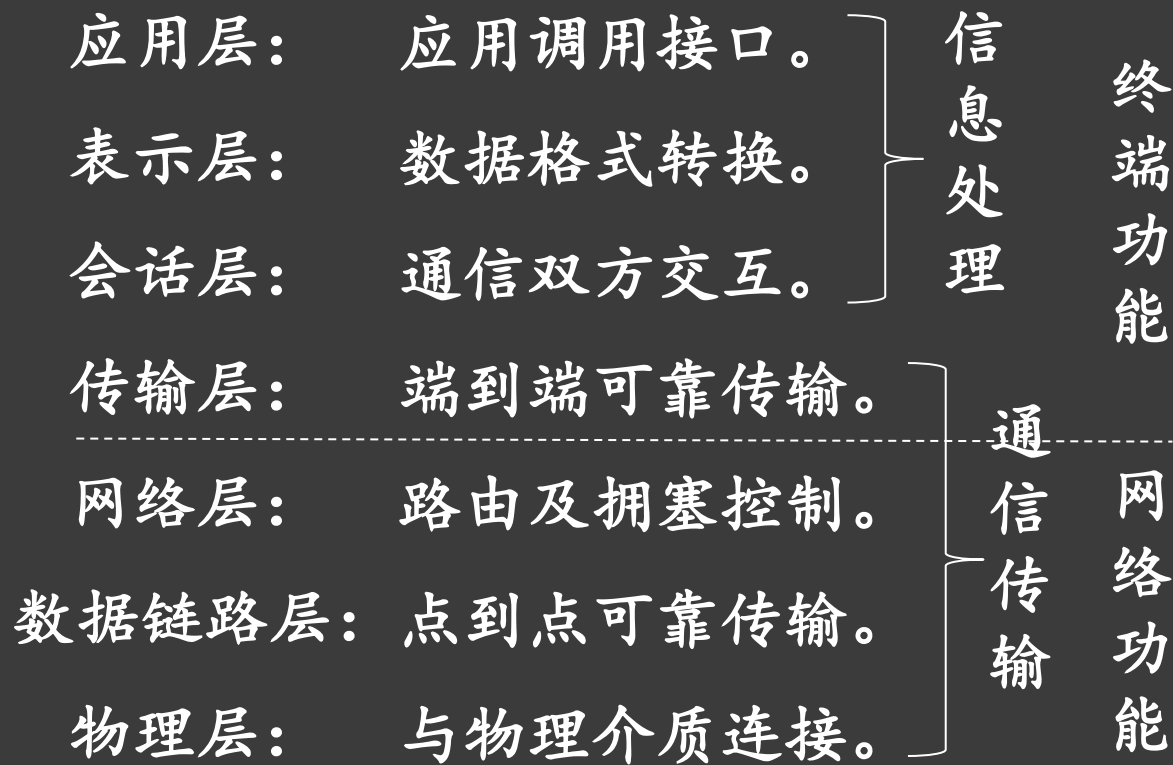 应用层： 应用调用接口。
表示层： 数据格式转换。
会话层： 通信双方交互。
传输层： 端到端可靠传输。
网络层： 路由及拥塞控制。
数据链路层：点到点可靠传输。
物理层： 与物理介质连接。
信息处理
通信传输
终端功能
网络功能